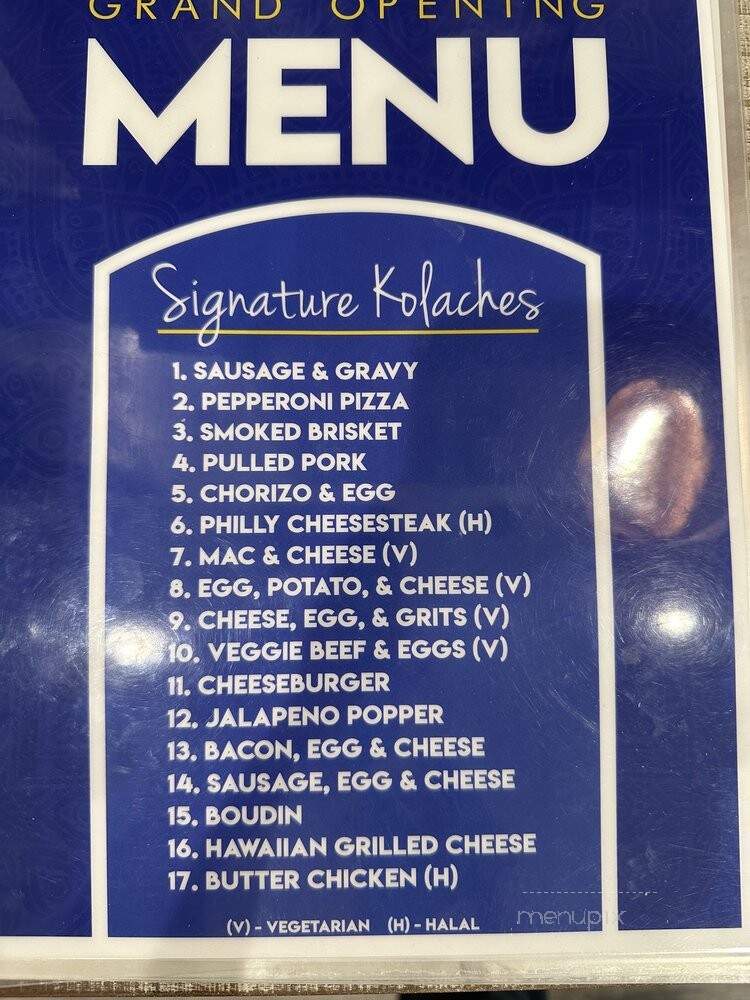 GRAND OPENING
MENU
Signature Kolaches
1. SAUSAGE & GRAVY
2. PEPPERONI PIZZA
3. SMOKED BRISKET
4. PULLED PORK
5. CHORIZO & EGG
6. PHILLY CHEESESTEAK (H)
7. MAC & CHEESE (V)
8. EGG, POTATO, & CHEESE (V)
9. CHEESE, EGG, & GRITS (V)
10. VEGGIE BEEF & EGGS (V)
11. CHEESEBURGER
12. JALAPENO POPPER
13. BACON, EGG & CHEESE
14. SAUSAGE, EGG & CHEESE
15. BOUDIN
16. HAWAIIAN GRILLED CHEESE
17. BUTTER CHICKEN (H)
(V) - VEGETARIAN (H) - HALAL
menupix